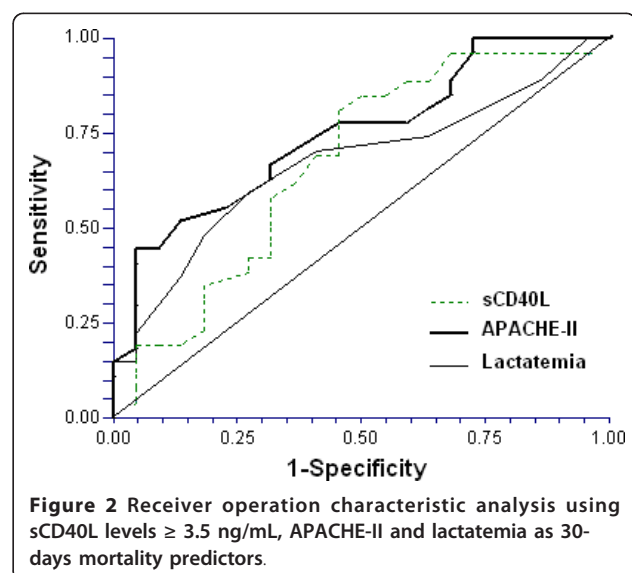 1.00
0.75
0.50
0.25
0.00
Sensitivity
sCD40L
APACHE-II
Lactatemia
0.00 0.25 0.50 0.75 1.00
1-Specificity
Figure 2 Receiver operation characteristic analysis using
sCD40L levels ≥ 3.5 ng/mL, APACHE-II and lactatemia as 30-
days mortality predictors.